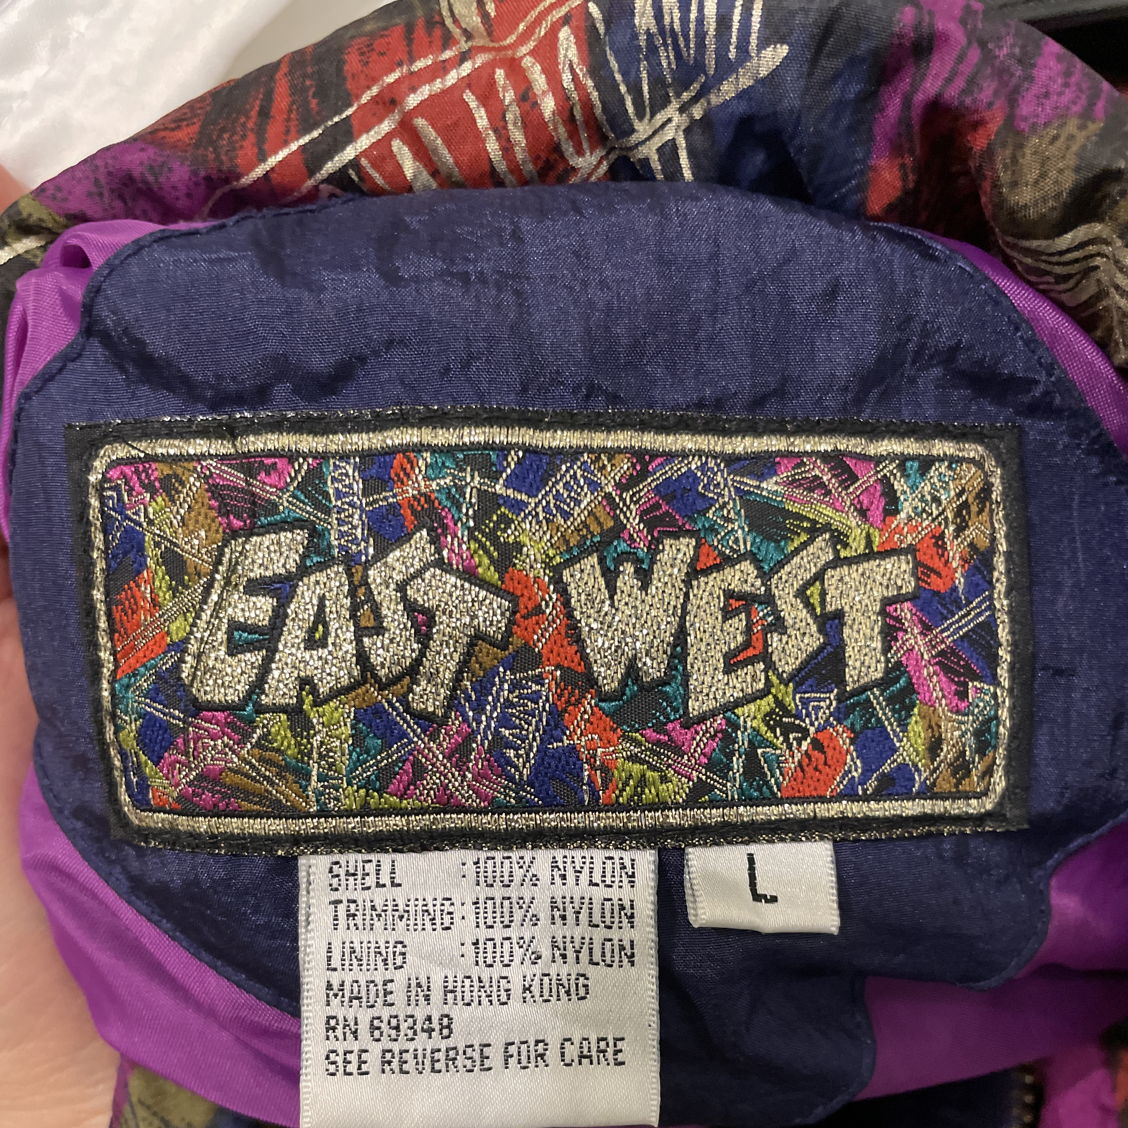 EAST WEST
SHELL :100% NYLON
TRIMMING:100% NYLON
LINING :100% NYLON
MADE IN HONG KONG
RN 69348
SEE REVERSE FOR CARE
L